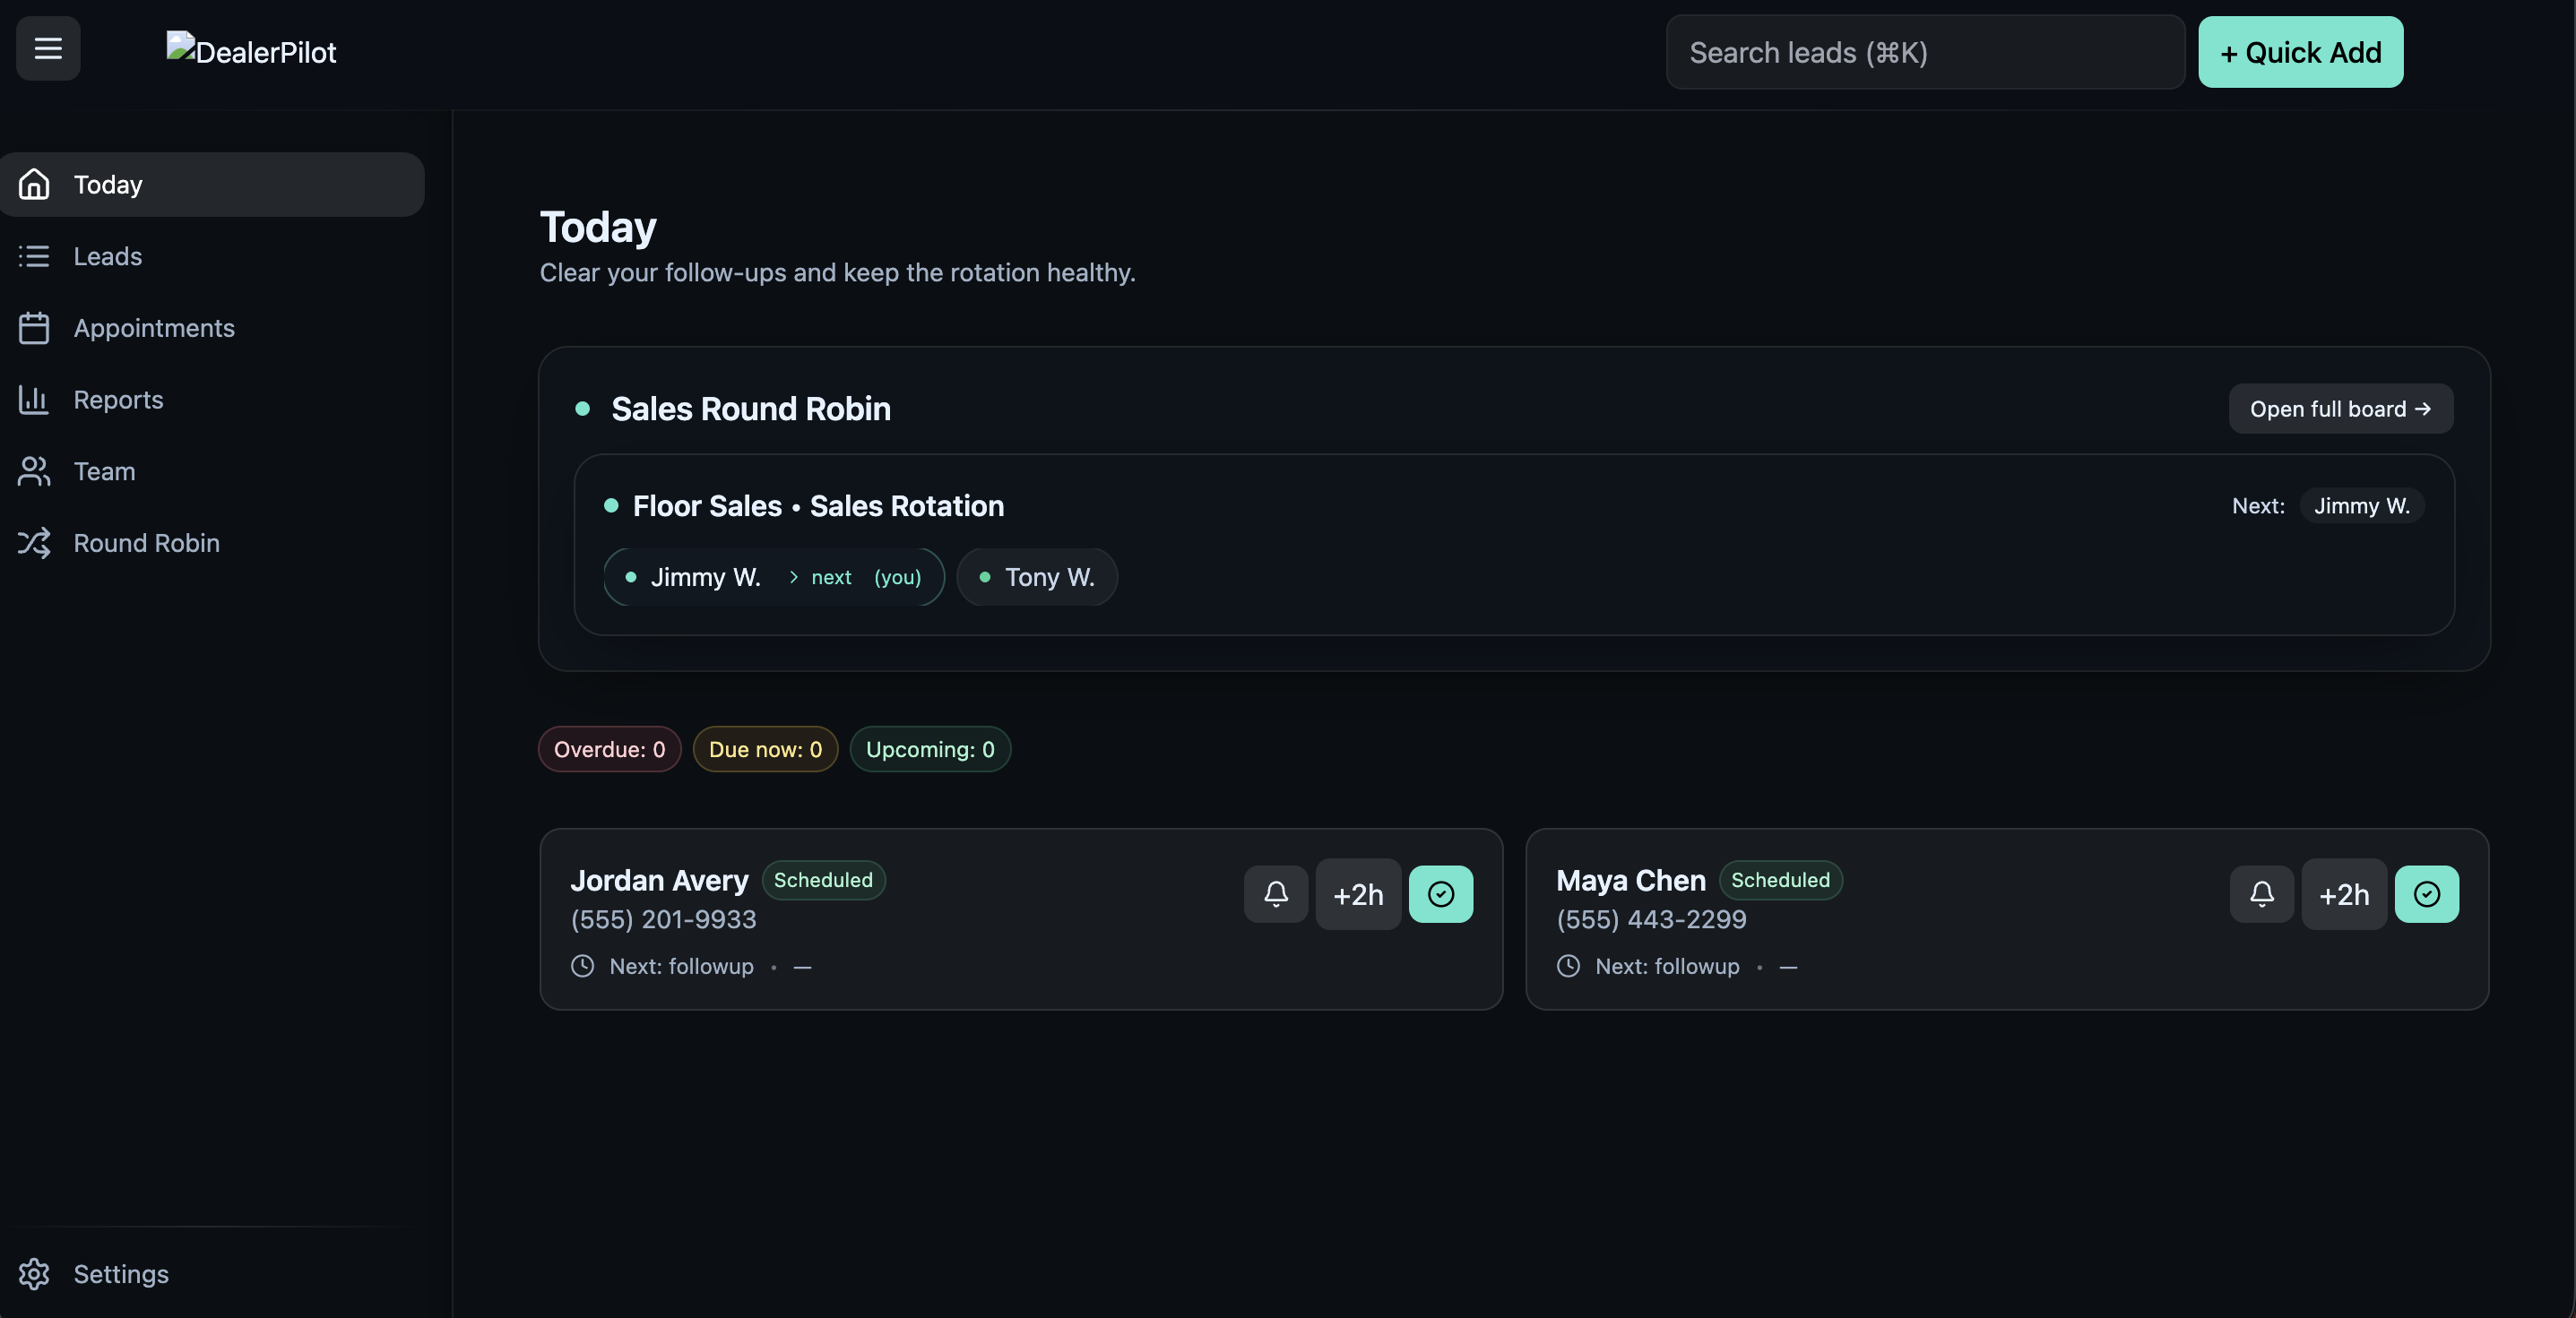 DealerPilot
Search leads (⌘K)
+ Quick Add
Today
Leads
Appointments
Reports
Team
Round Robin
Settings
Today
Clear your follow-ups and keep the rotation healthy.
Sales Round Robin
Open full board →
Floor Sales • Sales Rotation
Next: Jimmy W.
Jimmy W. > next (you)
Tony W.
Overdue: 0
Due now: 0
Upcoming: 0
Jordan Avery Scheduled
(555) 201-9933
Next: followup • —
+2h
Maya Chen Scheduled
(555) 443-2299
Next: followup • —
+2h